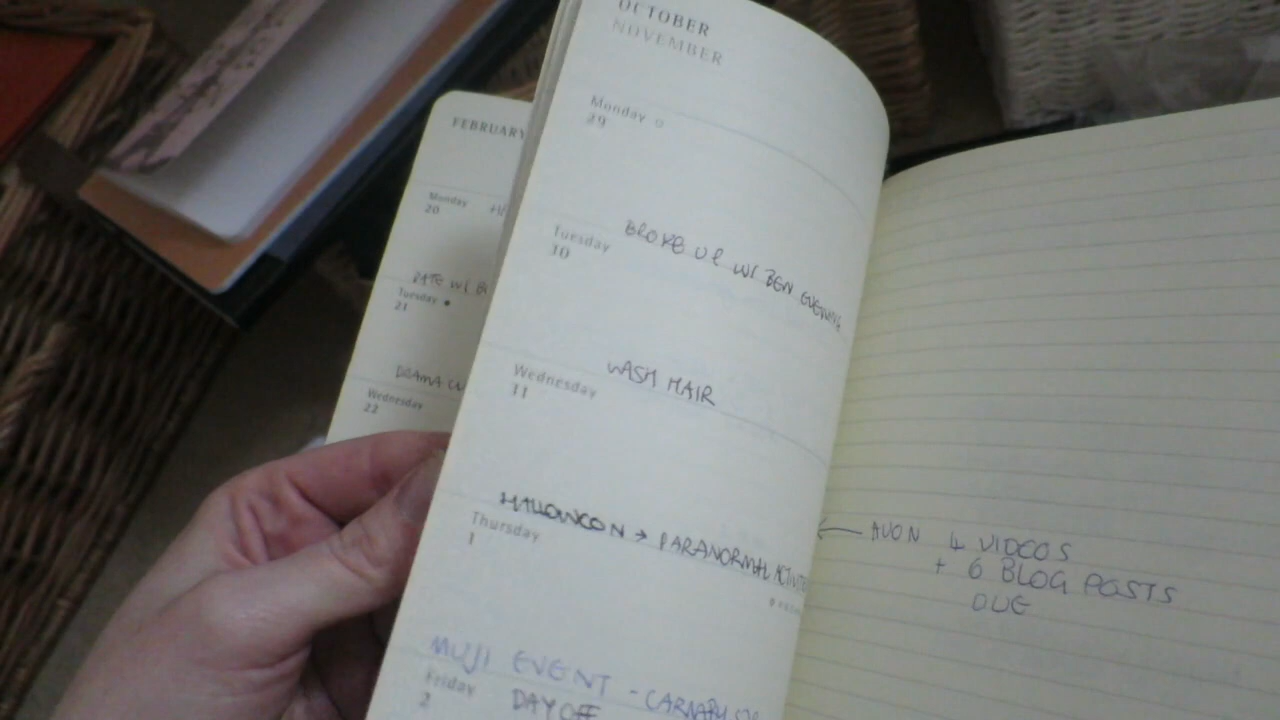 OCTOBER
NOVEMBER
Monday
29
BROKE UP W/ BEN EVENING
Tuesday
30
WASH HAIR
Wednesday
31
→ PARANORMAL
Thursday
1
MUJI EVENT - CARNABY
Friday
2
DAY OFF
FEBRUARY
Monday
20
DATE W/
Tuesday
21
DRAMA
Wednesday
22
← AVON 4 VIDEOS
+ 6 BLOG POSTS
DUE